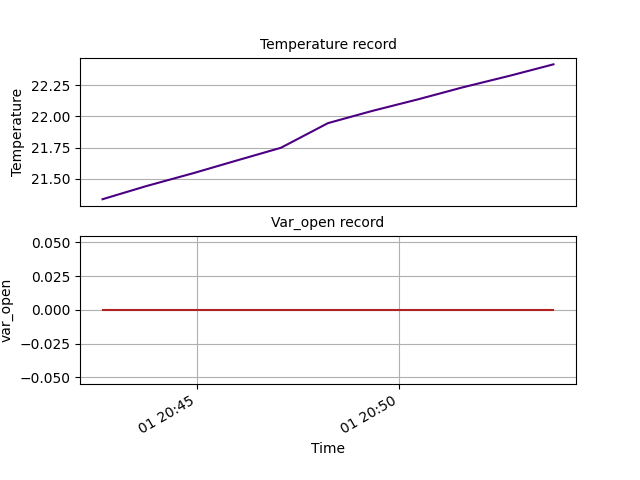 Temperature record
22.25
22.00
21.75
21.50
Temperature
Var_open record
0.050
0.025
0.000
−0.025
−0.050
var_open
01 20:45
01 20:50
Time